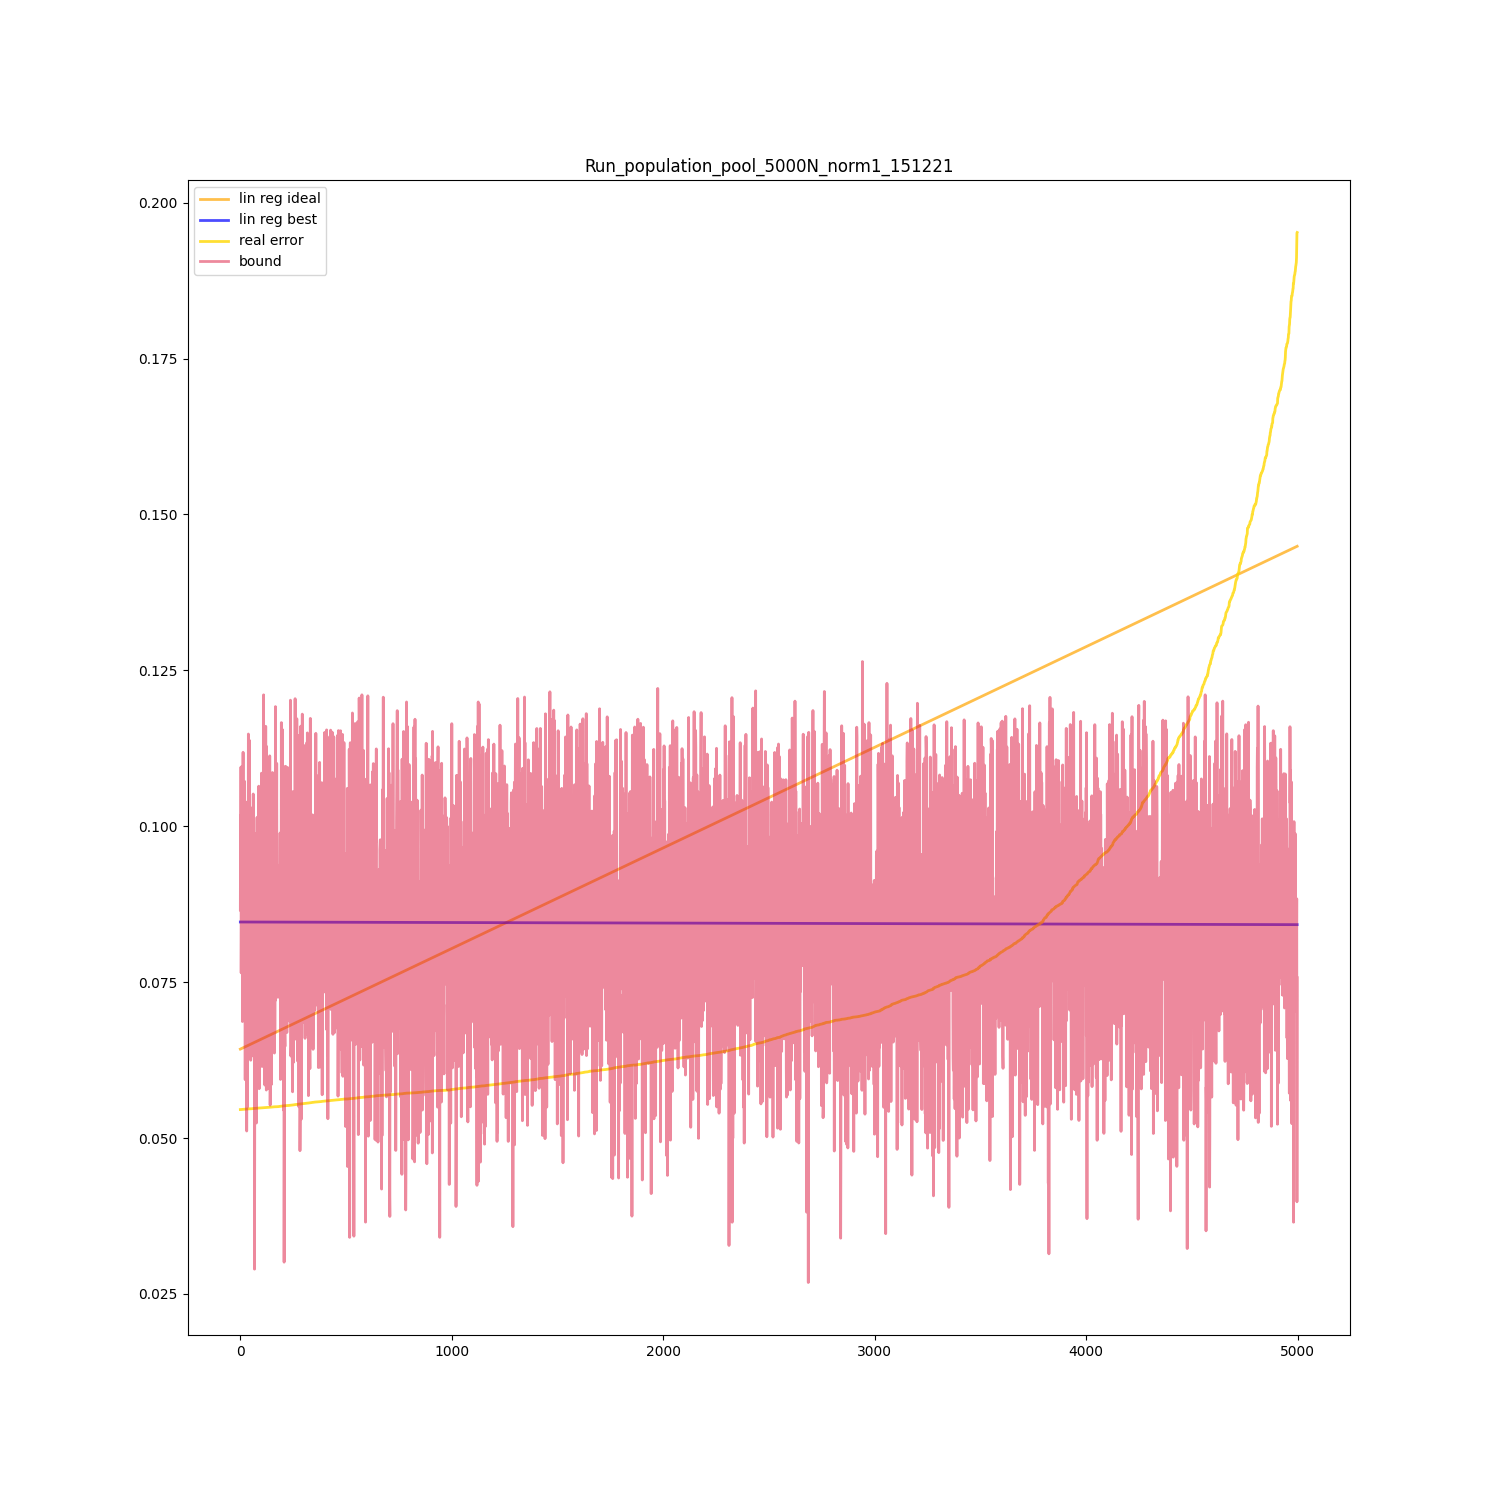 Run_population_pool_5000N_norm1_151221
lin reg ideal
lin reg best
real error
bound
0.200
0.175
0.150
0.125
0.100
0.075
0.050
0.025
0 1000 2000 3000 4000 5000